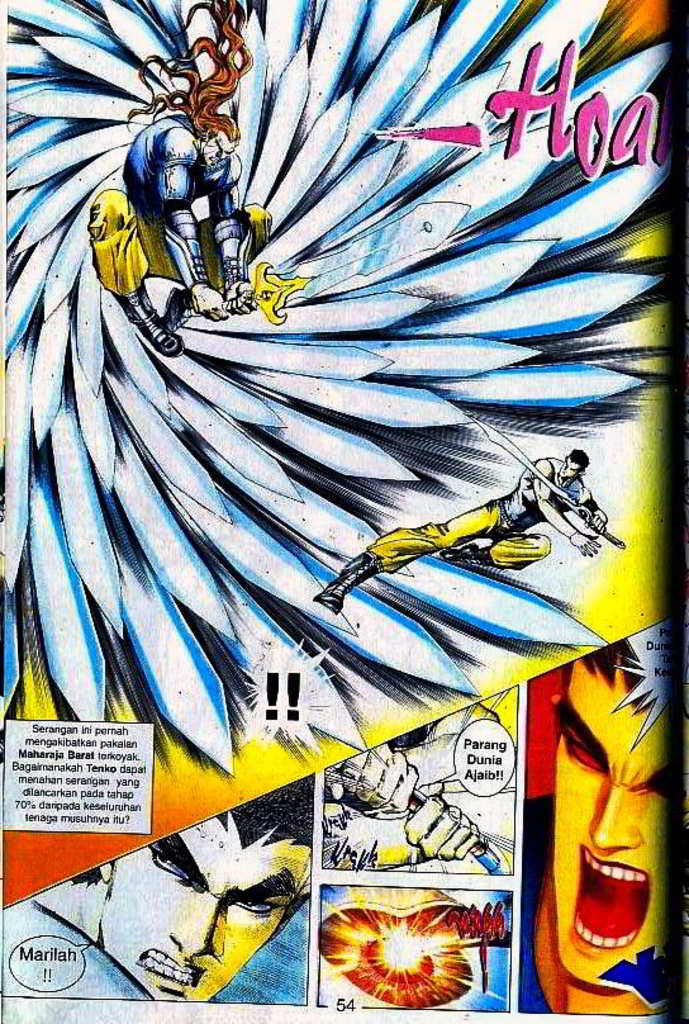 -Hoa
!!
Serangan ini pernah
mengakibatkan pakaian
Maharaja Barat terkoyak.
Bagaimanakah Tenko dapat
menahan serangan yang
dilancarkan pada tahap
70% daripada keseluruhan
tenaga musuhnya itu?
Parang
Dunia
Ajaib!!
Marilah
!!
54